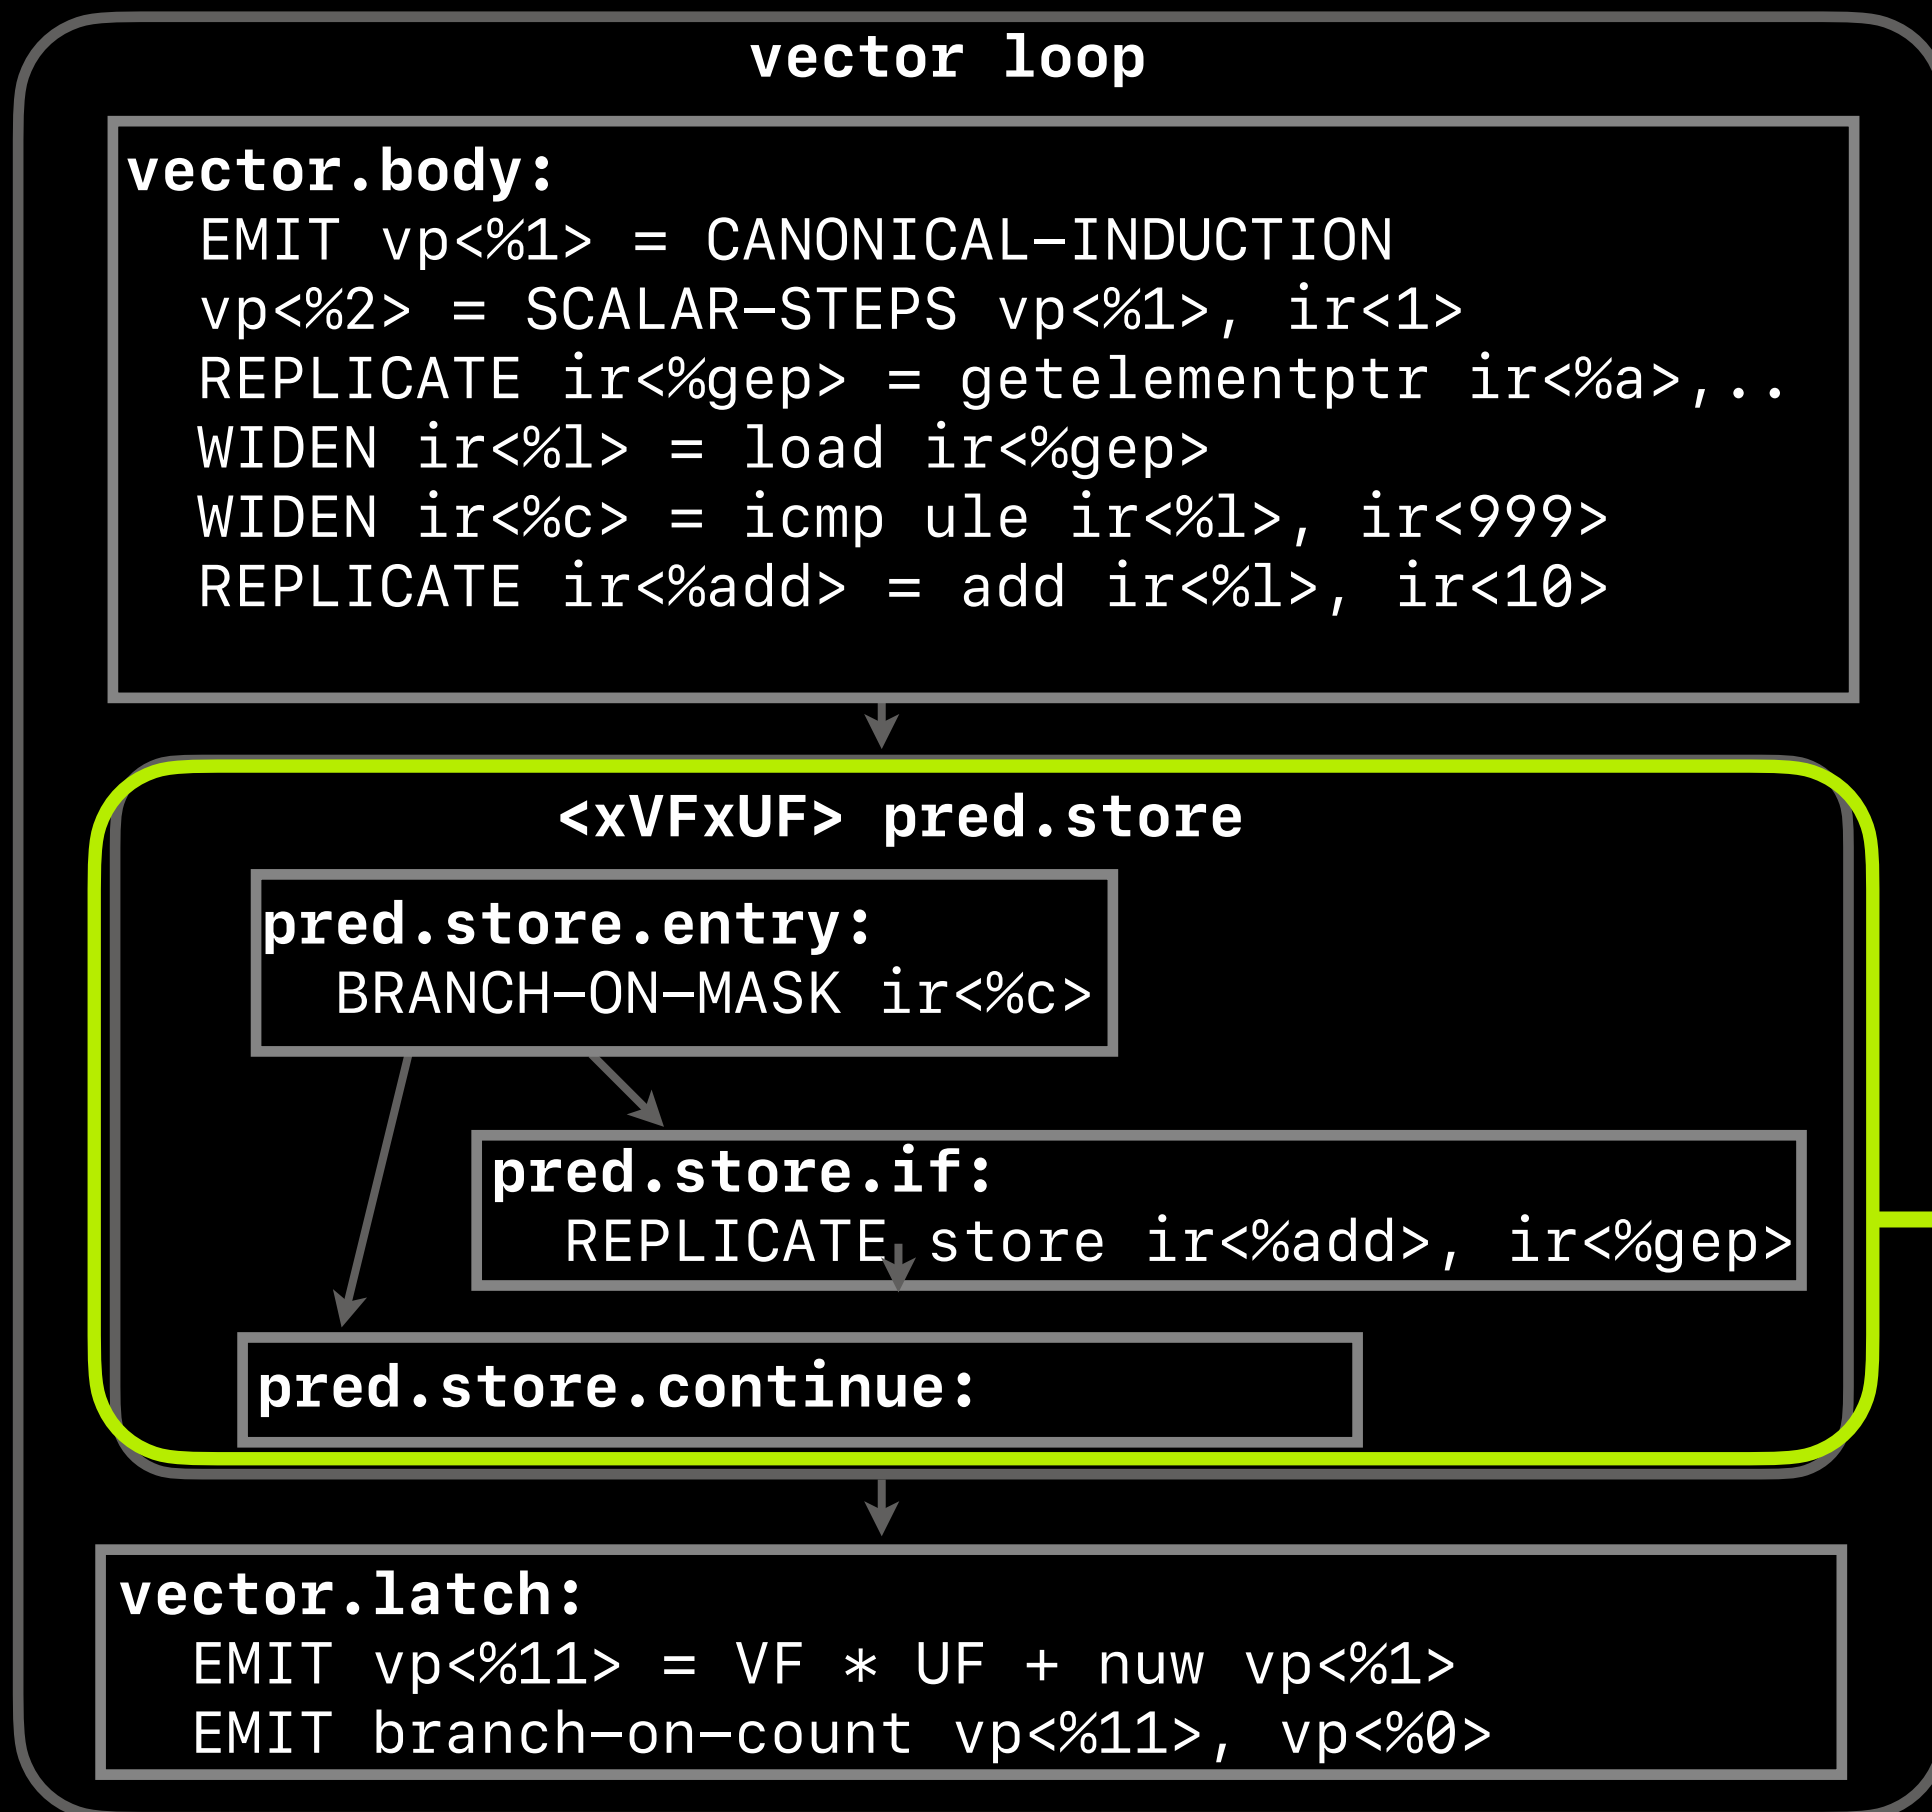 vector loop
vector.body:
EMIT vp<%1> = CANONICAL-INDUCTION
vp<%2> = SCALAR-STEPS vp<%1>, ir<1>
REPLICATE ir<%gep> = getelementptr ir<%a>,..
WIDEN ir<%l> = load ir<%gep>
WIDEN ir<%c> = icmp ule ir<%l>, ir<999>
REPLICATE ir<%add> = add ir<%l>, ir<10>
<xVFxUF> pred.store
pred.store.entry:
BRANCH-ON-MASK ir<%c>
pred.store.if:
REPLICATE store ir<%add>, ir<%gep>
pred.store.continue:
vector.latch:
EMIT vp<%11> = VF * UF + nuw vp<%1>
EMIT branch-on-count vp<%11>, vp<%0>